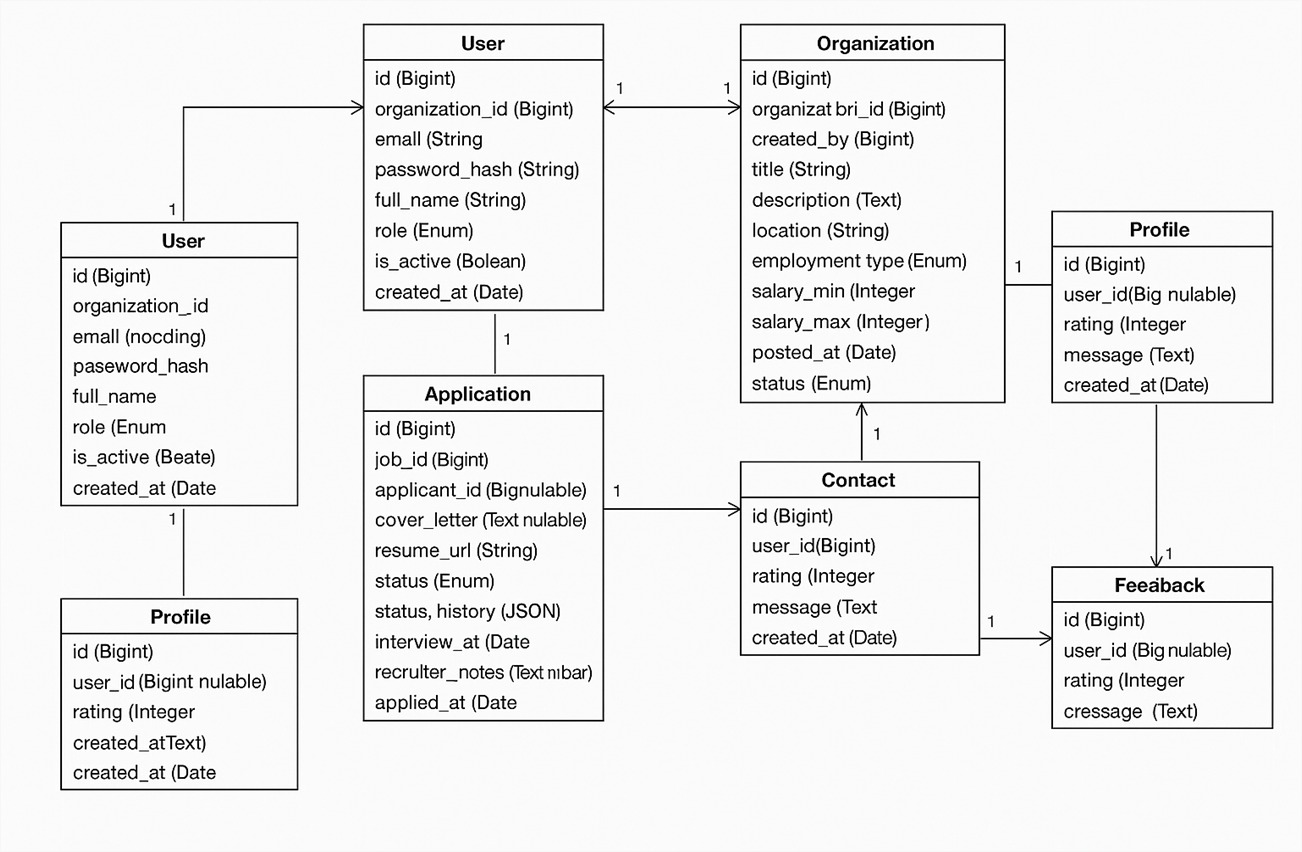 User
id (Bigint)
organization_id (Bigint)
emall (String
password_hash (String)
full_name (String)
role (Enum)
is_active (Bolean)
created_at (Date)
1
1
Organization
id (Bigint)
organizat bri_id (Bigint)
created_by (Bigint)
title (String)
description (Text)
location (String)
employment type (Enum)
salary_min (Integer
salary_max (Integer)
posted_at (Date)
status (Enum)
1
User
id (Bigint)
organization_id
emall (nocding)
paseword_hash
full_name
role (Enum
is_active (Beate)
created_at (Date
1
Profile
id (Bigint)
user_id(Big nulable)
rating (Integer
message (Text)
created_at (Date)
1
1
Application
id (Bigint)
job_id (Bigint)
applicant_id (Bignulable)
cover_letter (Text nulable)
resume_url (String)
status (Enum)
status, history (JSON)
interview_at (Date
recrulter_notes (Text
applied_at (Date
1
1
Contact
id (Bigint)
user_id(Bigint)
rating (Integer
message (Text
created_at (Date)
1
1
Profile
id (Bigint)
user_id (Bigint nulable)
rating (Integer
created_atText)
created_at (Date
1
Feeaback
id (Bigint)
user_id (Big nulable)
rating (Integer
cressage (Text)